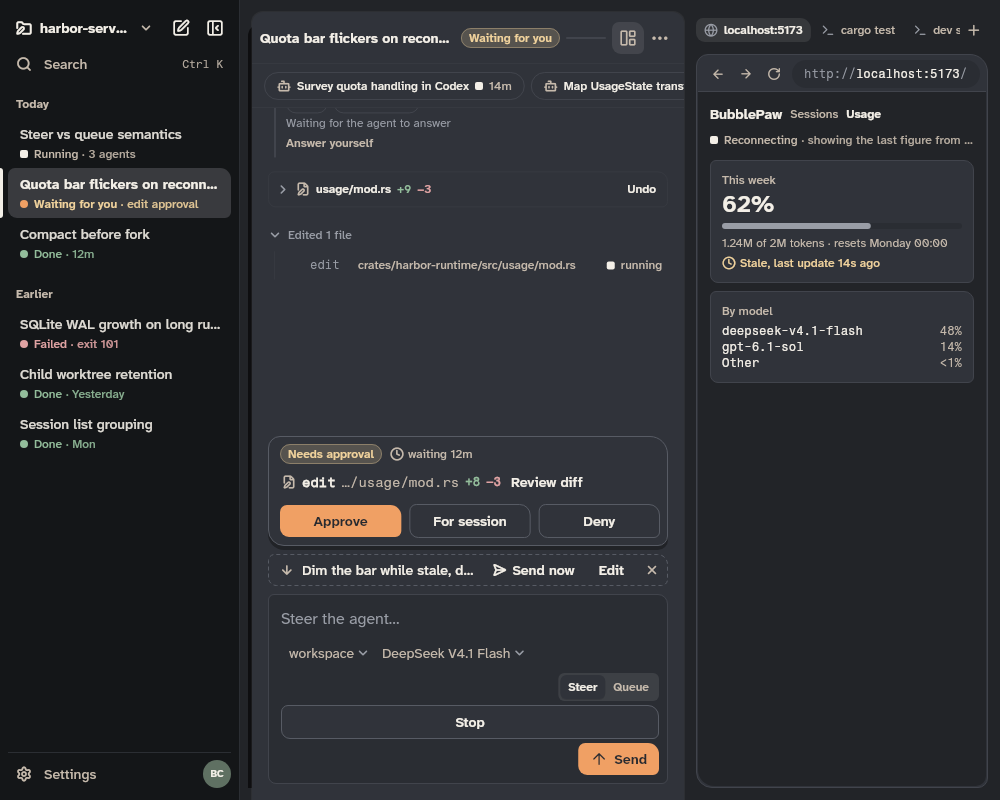 harbor-serv...
Search Ctrl K
Today
Steer vs queue semantics
Running · 3 agents
Quota bar flickers on reconn...
Waiting for you · edit approval
Compact before fork
Done · 12m
Earlier
SQLite WAL growth on long ru...
Failed · exit 101
Child worktree retention
Done · Yesterday
Session list grouping
Done · Mon
Settings BC
Quota bar flickers on recon... Waiting for you
Survey quota handling in Codex 14m Map UsageState trans
Waiting for the agent to answer
Answer yourself
usage/mod.rs +9 −3 Undo
Edited 1 file
edit crates/harbor-runtime/src/usage/mod.rs running
Needs approval waiting 12m
edit …/usage/mod.rs +8 −3 Review diff
Approve For session Deny
Dim the bar while stale, d... Send now Edit
Steer the agent...
workspace DeepSeek V4.1 Flash
Steer Queue
Stop
Send
localhost:5173 cargo test dev s
http://localhost:5173/
BubblePaw Sessions Usage
Reconnecting · showing the last figure from ...
This week
62%
1.24M of 2M tokens · resets Monday 00:00
Stale, last update 14s ago
By model
deepseek-v4.1-flash 48%
gpt-6.1-sol 14%
Other <1%